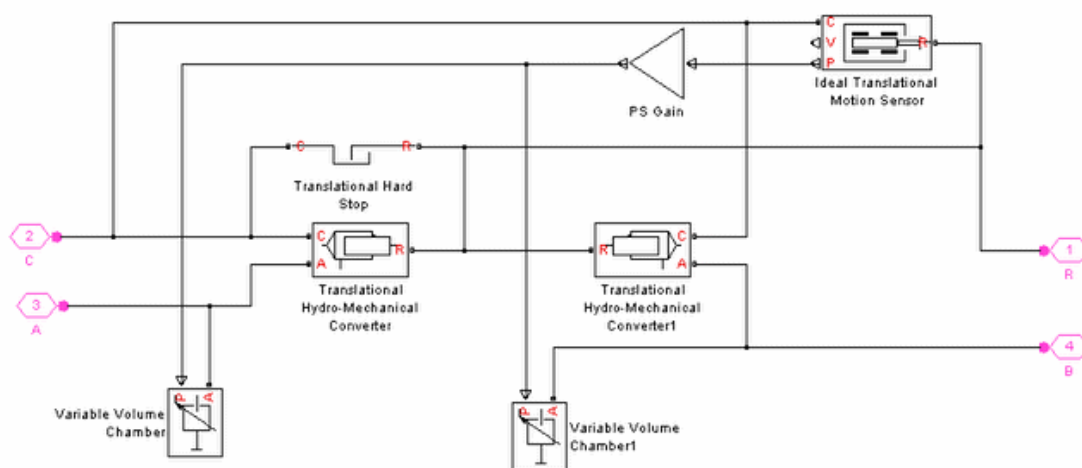 C
V
P
R
Ideal Translational
Motion Sensor
PS Gain
C
R
Translational Hard
Stop
2
C
C
A
R
R
C
A
1
R
3
A
Translational
Hydro-Mechanical
Converter
Translational
Hydro-Mechanical
Converter1
4
B
P
A
Variable Volume
Chamber
P
A
Variable Volume
Chamber1